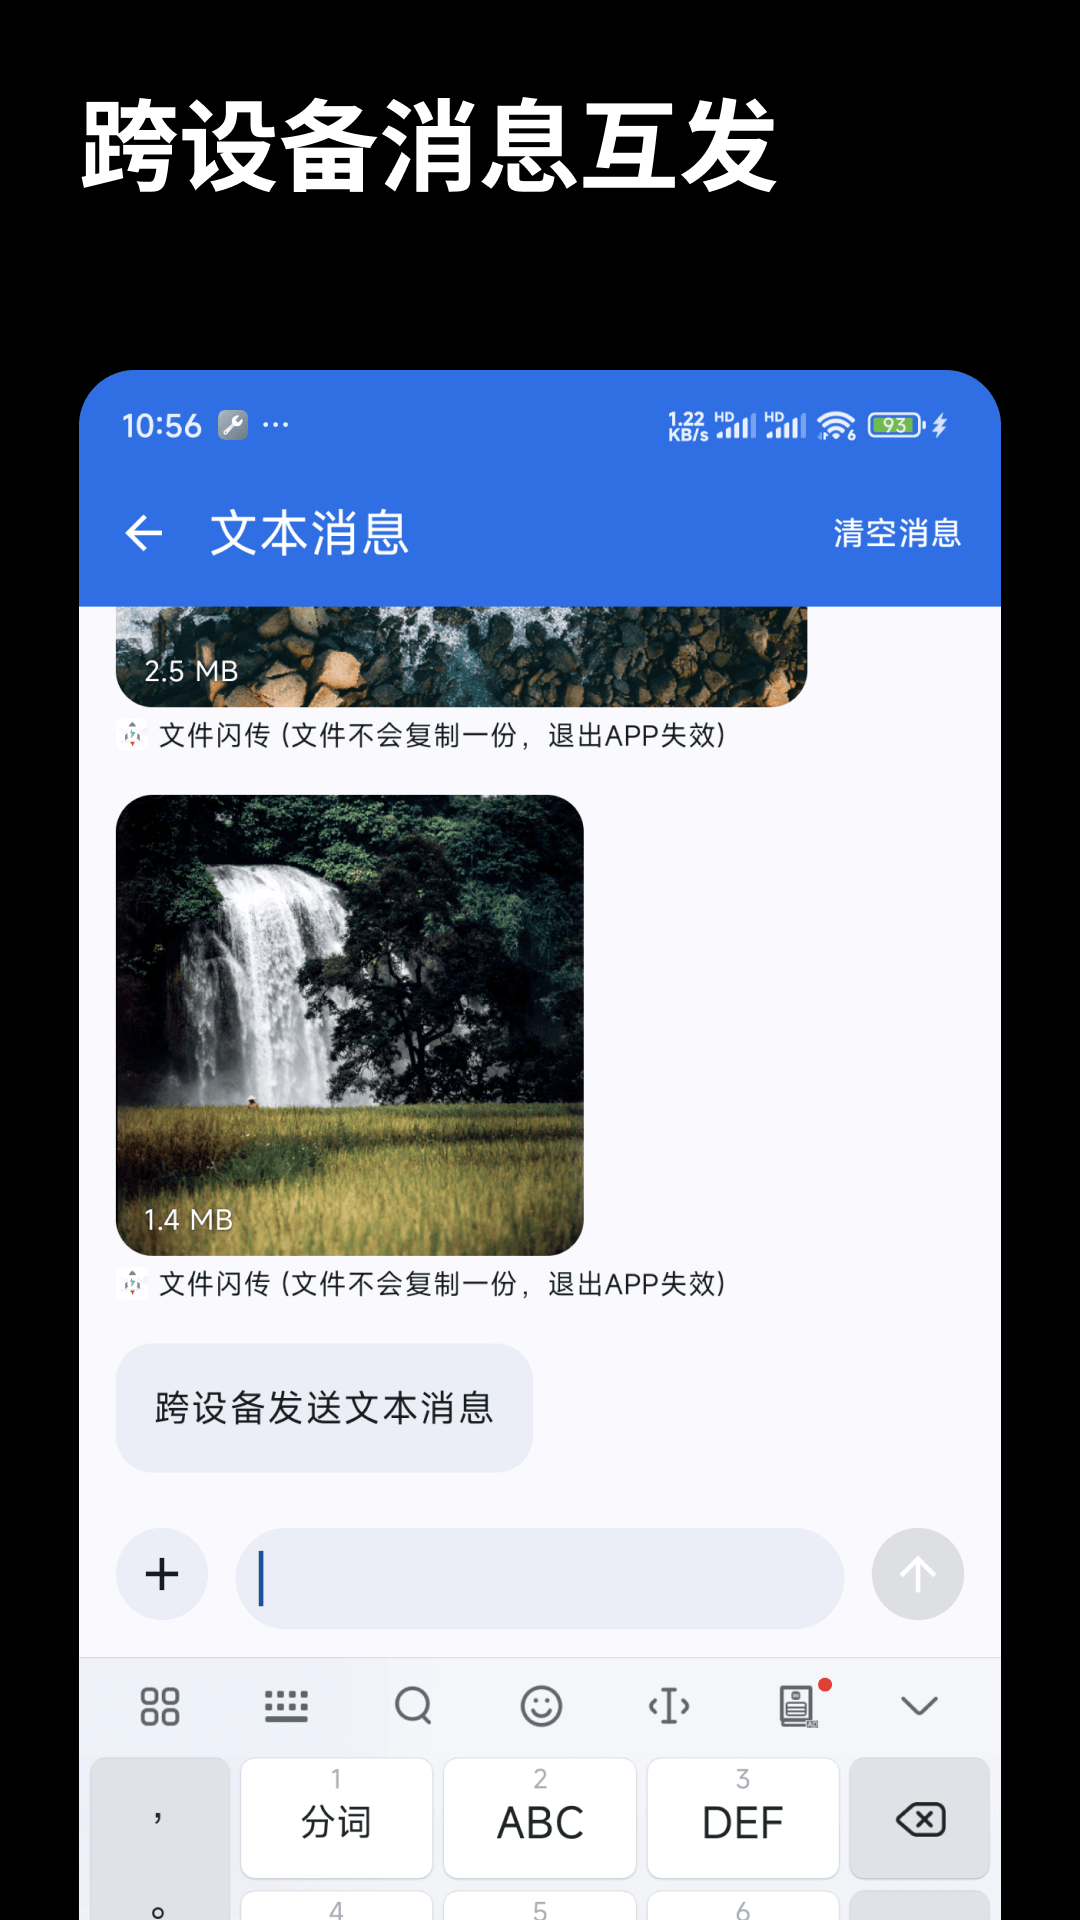 跨设备消息互发
10:56 ··· 1.22 KB/s HD HD 6 93
文本消息 清空消息
2.5 MB
文件闪传 (文件不会复制一份，退出APP失效)
1.4 MB
文件闪传 (文件不会复制一份，退出APP失效)
跨设备发送文本消息
AD
1 2 3
， 分词 ABC DEF
。 4 5 6